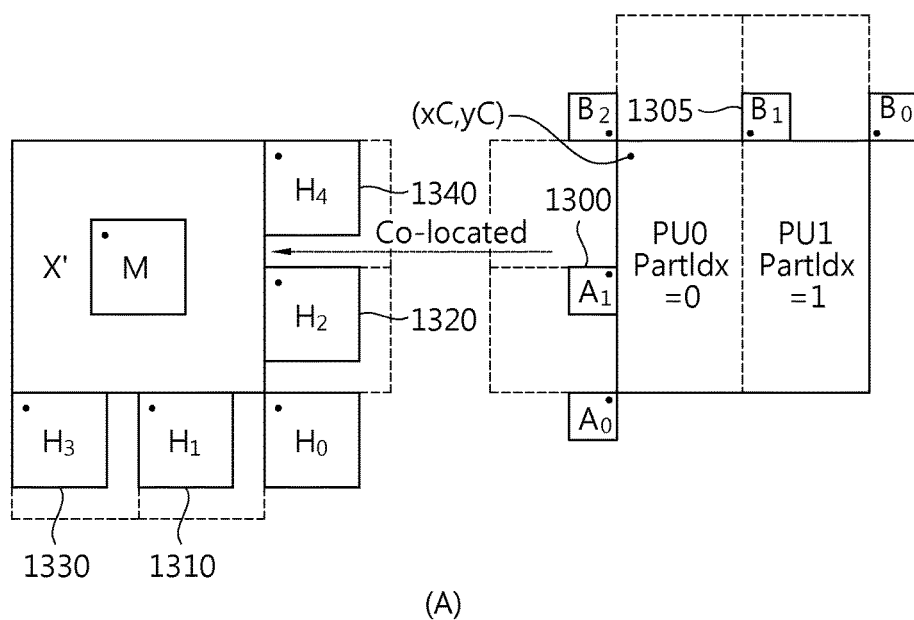 B₂
1305
B₁
B₀
(xC,yC)
H₄
1340
1300
Co-located
PU0
PartIdx
=0
PU1
PartIdx
=1
X'
M
H₂
1320
A₁
H₃
H₁
H₀
A₀
1330
1310
(A)